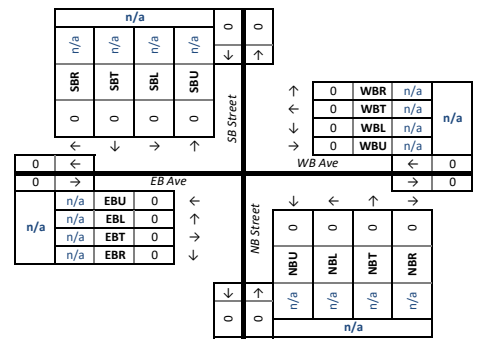 n/a
n/a n/a n/a n/a
SBR SBT SBL SBU
0 0 0 0
← ↓ → ↑
0 0
↓ ↑
SB Street
↑ 0 WBR n/a
← 0 WBT n/a
↓ 0 WBL n/a
→ 0 WBU n/a
n/a
0 ←
WB Ave
← 0
0 →
EB Ave
→ 0
n/a
n/a EBU 0 ←
n/a EBL 0 ↑
n/a EBT 0 →
n/a EBR 0 ↓
NB Street
↓ ← ↑ →
0 0 0 0
NBU NBL NBT NBR
n/a n/a n/a n/a
n/a
↓ ↑
0 0